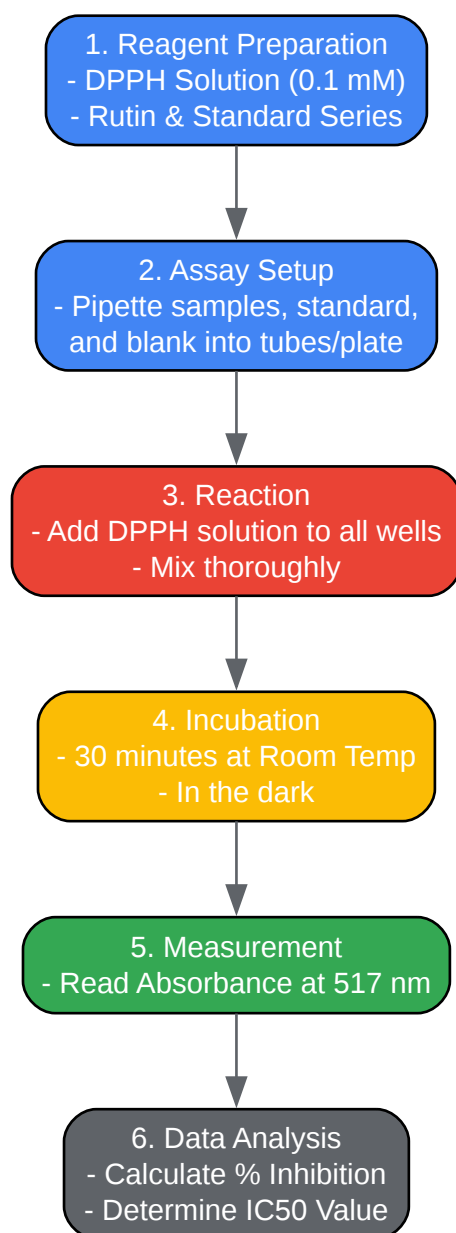 1. Reagent Preparation
- DPPH Solution (0.1 mM)
- Rutin & Standard Series
2. Assay Setup
- Pipette samples, standard,
and blank into tubes/plate
3. Reaction
- Add DPPH solution to all wells
- Mix thoroughly
4. Incubation
- 30 minutes at Room Temp
- In the dark
5. Measurement
- Read Absorbance at 517 nm
6. Data Analysis
- Calculate % Inhibition
- Determine IC50 Value